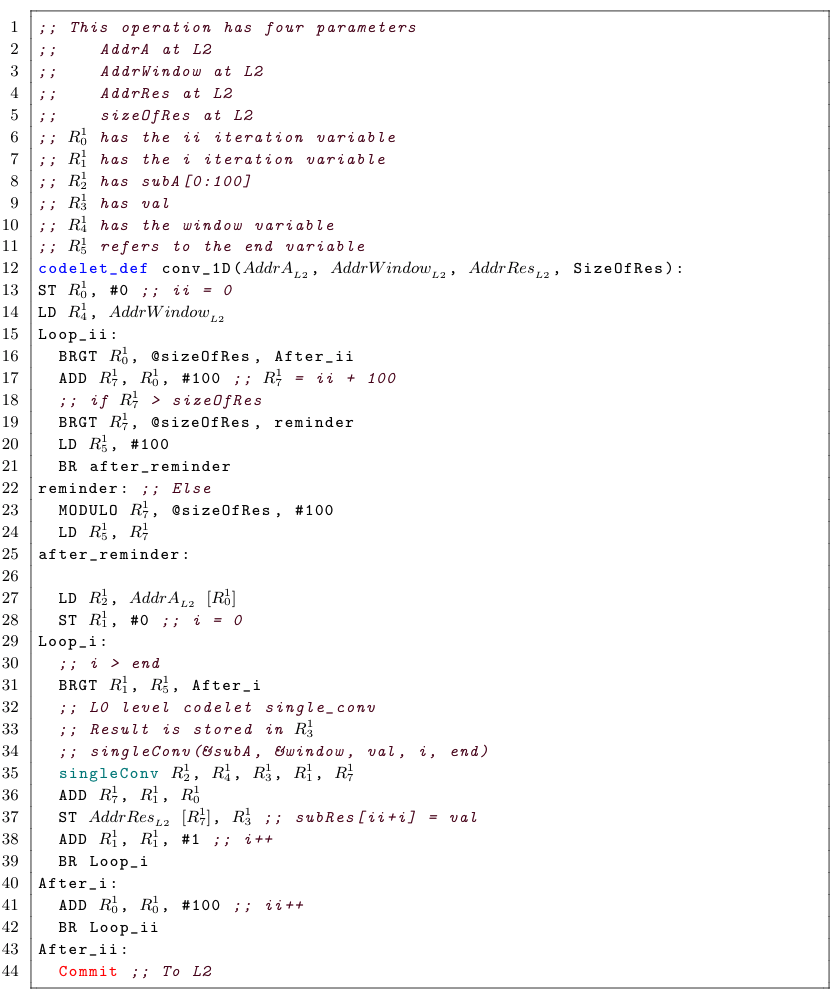 1 ;; This operation has four parameters
2 ;;    AddrA at L2
3 ;;    AddrWindow at L2
4 ;;    AddrRes at L2
5 ;;    sizeOfRes at L2
6 ;; R_0^1 has the ii iteration variable
7 ;; R_1^1 has the i iteration variable
8 ;; R_2^1 has subA[0:100]
9 ;; R_3^1 has val
10 ;; R_4^1 has the window variable
11 ;; R_5^1 refers to the end variable
12 codelet_def conv_1D(AddrA_L2, AddrWindow_L2, AddrRes_L2, SizeOfRes):
13 ST R_0^1, #0 ;; ii = 0
14 LD R_4^1, AddrWindow_L2
15 Loop_ii:
16   BRGT R_0^1, @sizeOfRes, After_ii
17   ADD R_7^1, R_0^1, #100 ;; R_7^1 = ii + 100
18   ;; if R_7^1 > sizeOfRes
19   BRGT R_7^1, @sizeOfRes, reminder
20   LD R_5^1, #100
21   BR after_reminder
22 reminder: ;; Else
23   MODULO R_7^1, @sizeOfRes, #100
24   LD R_5^1, R_7^1
25 after_reminder:
26
27   LD R_2^1, AddrA_L2 [R_0^1]
28   ST R_1^1, #0 ;; i = 0
29 Loop_i:
30   ;; i > end
31   BRGT R_1^1, R_5^1, After_i
32   ;; L0 level codelet single_conv
33   ;; Result is stored in R_3^1
34   ;; singleConv(&subA, &window, val, i, end)
35   singleConv R_2^1, R_4^1, R_3^1, R_1^1, R_7^1
36   ADD R_7^1, R_1^1, R_0^1
37   ST AddrRes_L2 [R_7^1], R_3^1 ;; subRes[ii+i] = val
38   ADD R_1^1, R_1^1, #1 ;; i++
39   BR Loop_i
40 After_i:
41   ADD R_0^1, R_0^1, #100 ;; ii++
42   BR Loop_ii
43 After_ii:
44   Commit ;; To L2